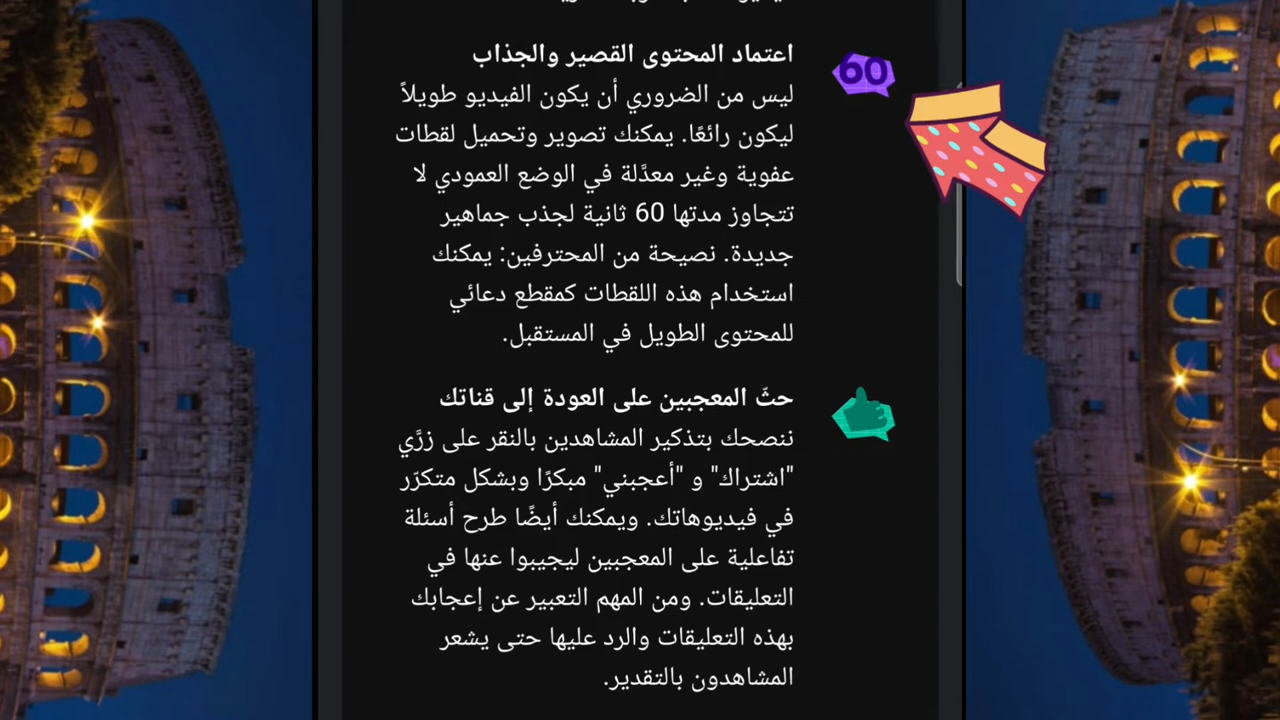 اعتماد المحتوى القصير والجذاب
60
ليس من الضروري أن يكون الفيديو طويلاً
ليكون رائعًا. يمكنك تصوير وتحميل لقطات
عفوية وغير معدَّلة في الوضع العمودي لا
تتجاوز مدتها 60 ثانية لجذب جماهير
جديدة. نصيحة من المحترفين: يمكنك
استخدام هذه اللقطات كمقطع دعائي
للمحتوى الطويل في المستقبل.
حثّ المعجبين على العودة إلى قناتك
ننصحك بتذكير المشاهدين بالنقر على زرَّي
"اشتراك" و "أعجبني" مبكرًا وبشكل متكرّر
في فيديوهاتك. ويمكنك أيضًا طرح أسئلة
تفاعلية على المعجبين ليجيبوا عنها في
التعليقات. ومن المهم التعبير عن إعجابك
بهذه التعليقات والرد عليها حتى يشعر
المشاهدون بالتقدير.